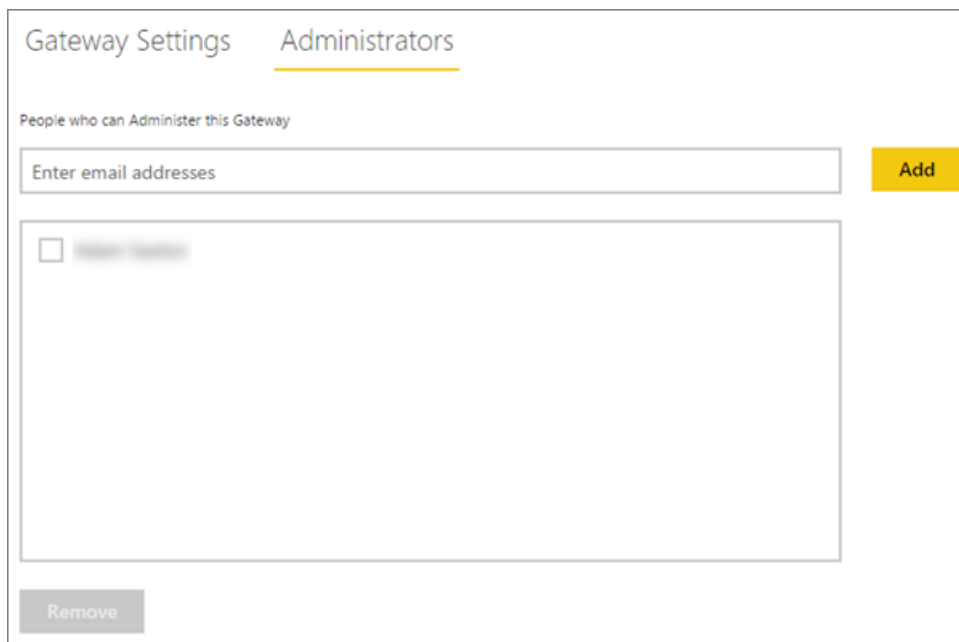 Gateway Settings Administrators
People who can Administer this Gateway
Enter email addresses
Add
Remove